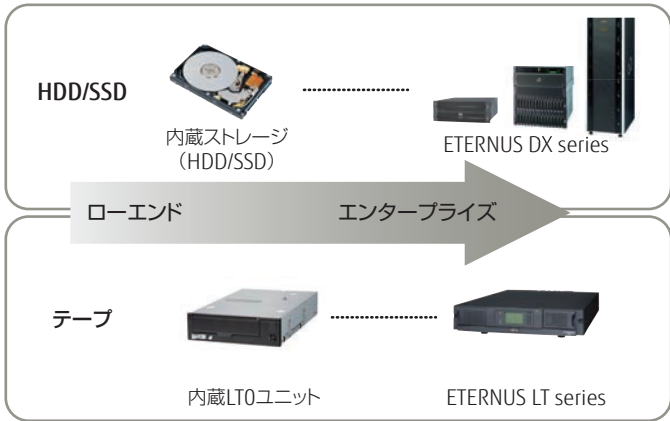 HDD/SSD
内蔵ストレージ
（HDD/SSD）
ETERNUS DX series
ローエンド
エンタープライズ
テープ
内蔵LTOユニット
ETERNUS LT series